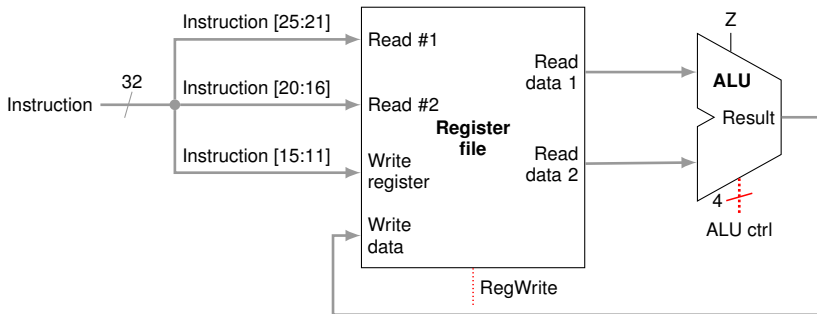 Instruction [25:21]
Read #1
Z
Read
data 1
ALU
32
Instruction [20:16]
Instruction
Read #2
Register
file
Result
Instruction [15:11]
Write
register
Read
data 2
4
ALU ctrl
Write
data
RegWrite